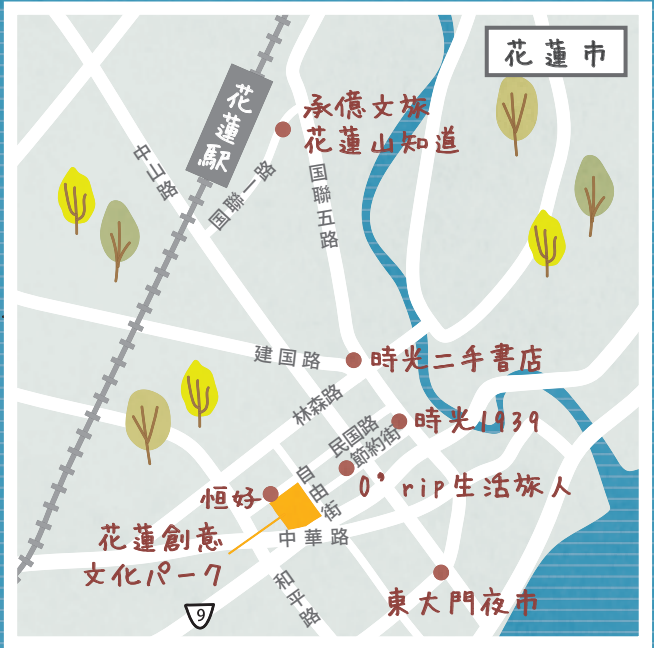 花蓮市
花蓮駅
承億文旅
花蓮山知道
中山路
国聯一路
国聯五路
建国路
時光二手書店
林森路
民国路
節約街
時光1939
自由街
O’rip生活旅人
恒好
花蓮創意
文化パーク
中華路
和平路
東大門夜市
9